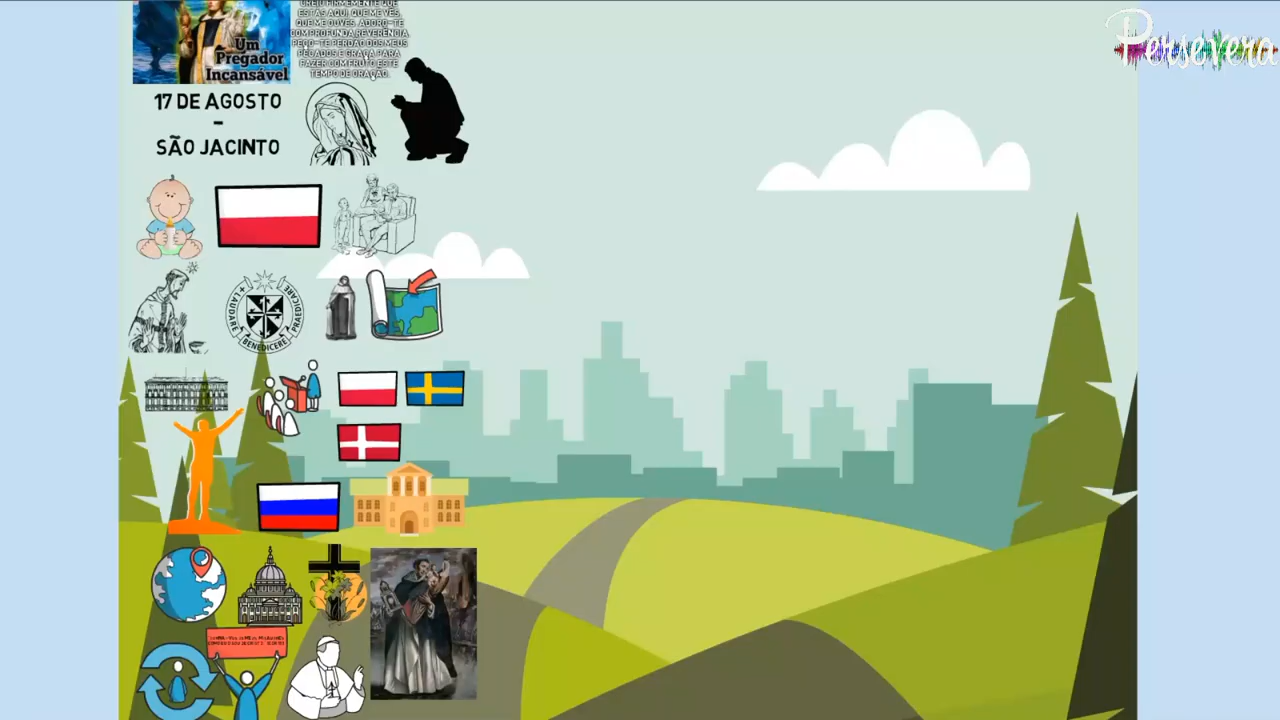 CREIO FIRMEMENTE QUE
ESTÁS AQUI, QUE ME VÊS,
QUE ME OUVES. ADORO-TE
COM PROFUNDA REVERÊNCIA,
PEÇO-TE PERDÃO DOS MEUS
PECADOS E GRAÇA PARA
FAZER COM FRUTO ESTE
TEMPO DE ORAÇÃO.
Um
Pregador
Incansável
Persevera
17 DE AGOSTO
-
SÃO JACINTO
LAUDARE
BENEDICERE
PRAEDICARE